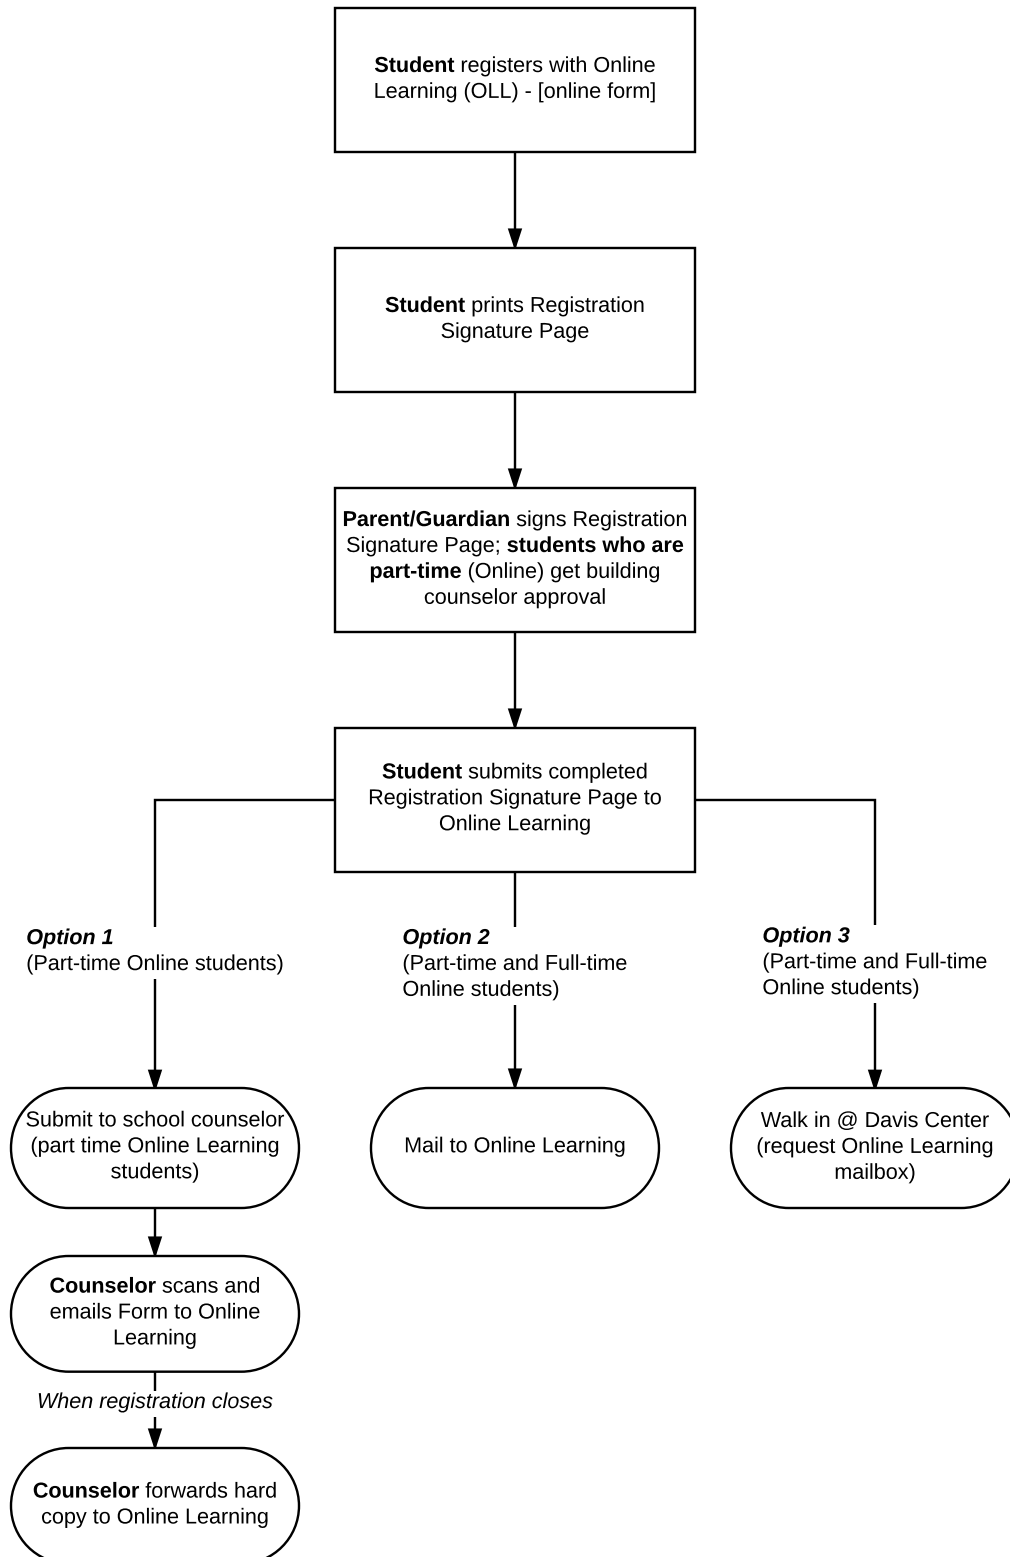 Student registers with Online
Learning (OLL) - [online form]
Student prints Registration
Signature Page
Parent/Guardian signs Registration
Signature Page; students who are
part-time (Online) get building
counselor approval
Student submits completed
Registration Signature Page to
Online Learning
Option 1
(Part-time Online students)
Option 2
(Part-time and Full-time
Online students)
Option 3
(Part-time and Full-time
Online students)
Submit to school counselor
(part time Online Learning
students)
Mail to Online Learning
Walk in @ Davis Center
(request Online Learning
mailbox)
Counselor scans and
emails Form to Online
Learning
When registration closes
Counselor forwards hard
copy to Online Learning